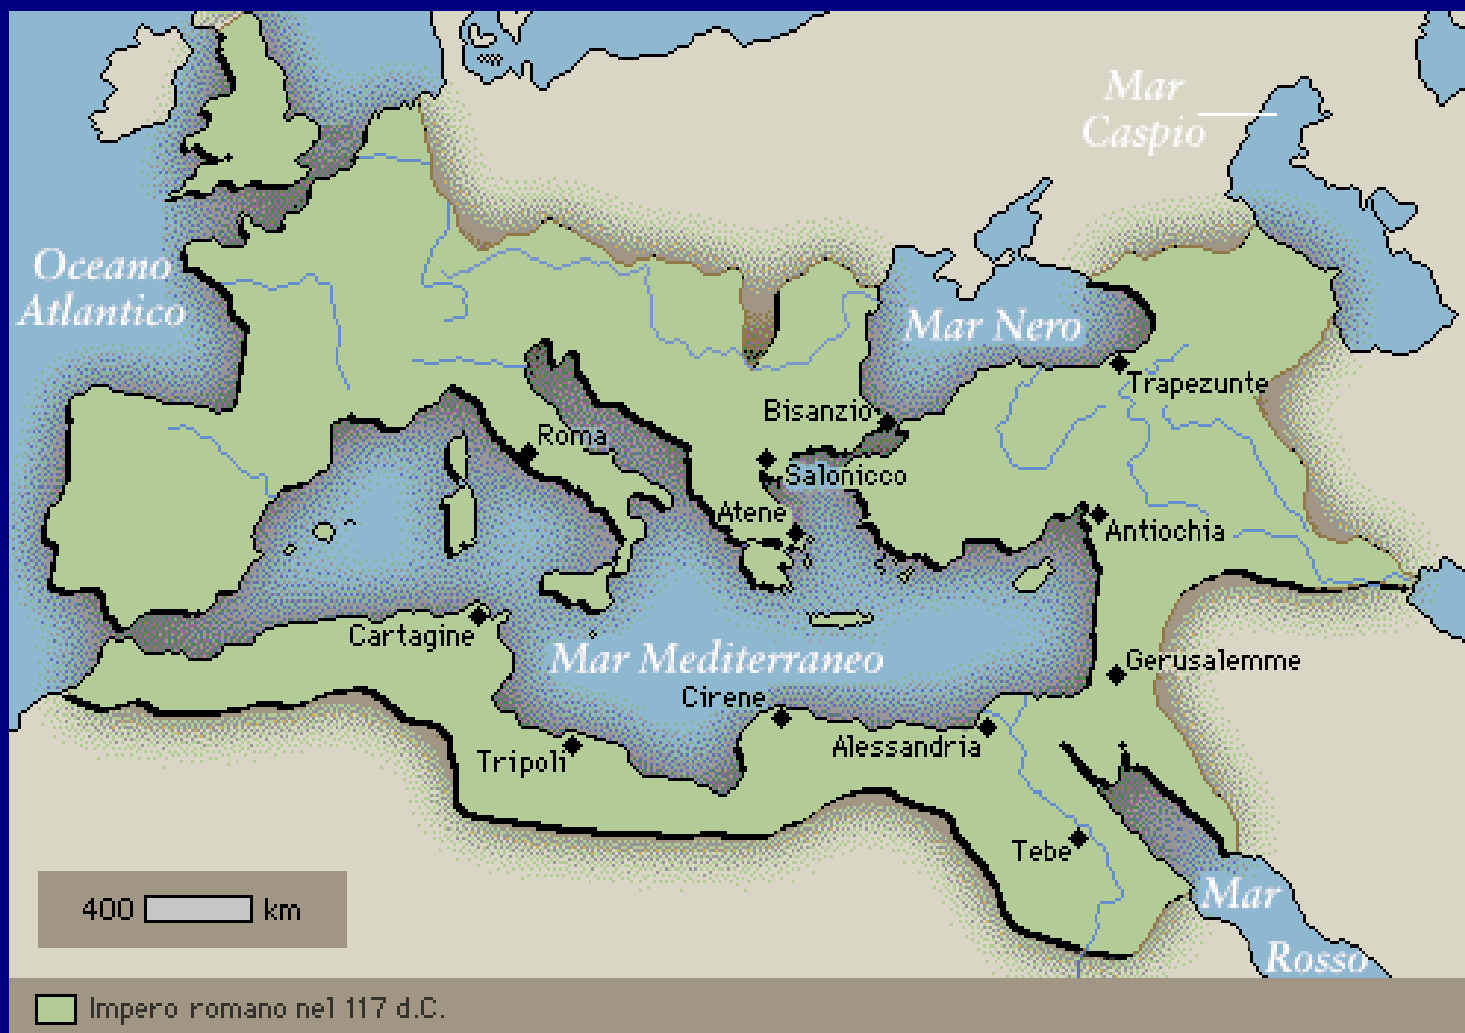 Mar
Caspio
Oceano
Atlantico
Mar Nero
Trapezunte
Bisanzio
Roma
Salonicco
Atene
Antiochia
Cartagine
Mar Mediterraneo
Gerusalemme
Cirene
Alessandria
Tripoli
Tebe
Mar
Rosso
400 km
Impero romano nel 117 d.C.